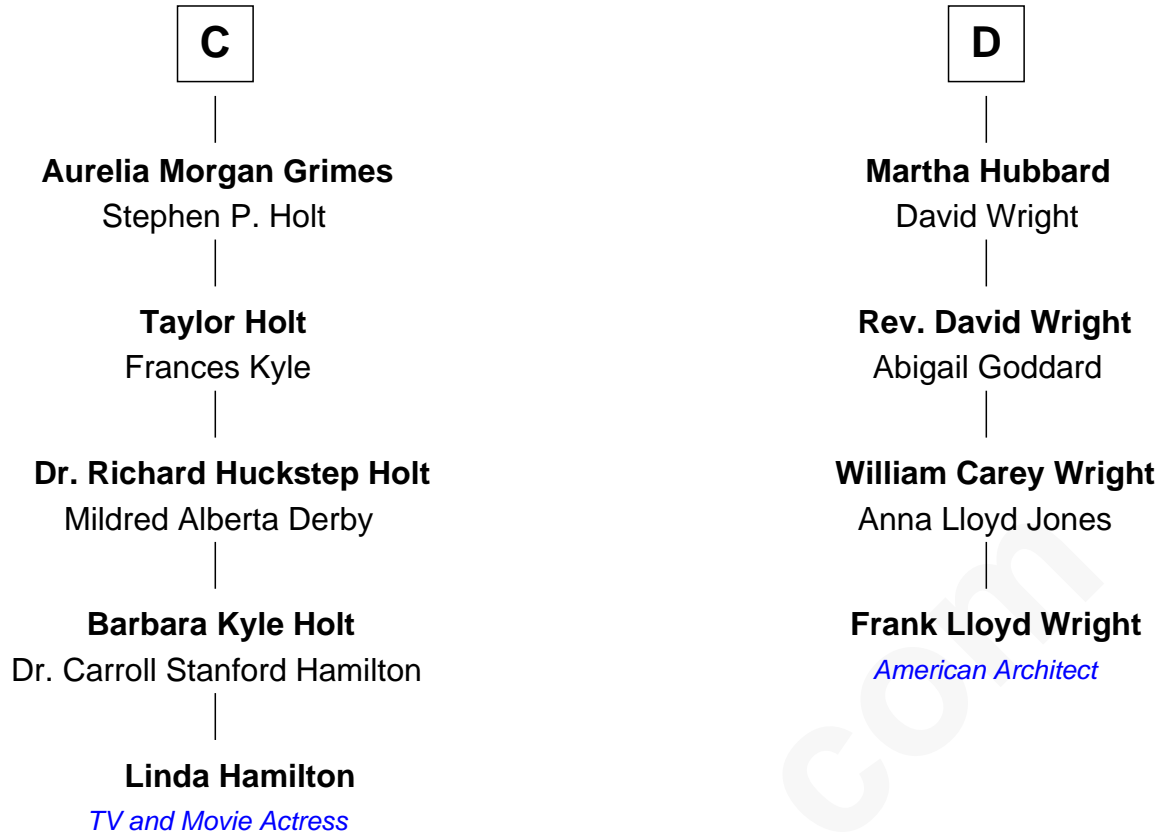 C
Aurelia Morgan Grimes
Stephen P. Holt
Taylor Holt
Frances Kyle
Dr. Richard Huckstep Holt
Mildred Alberta Derby
Barbara Kyle Holt
Dr. Carroll Stanford Hamilton
Linda Hamilton
TV and Movie Actress
D
Martha Hubbard
David Wright
Rev. David Wright
Abigail Goddard
William Carey Wright
Anna Lloyd Jones
Frank Lloyd Wright
American Architect
com